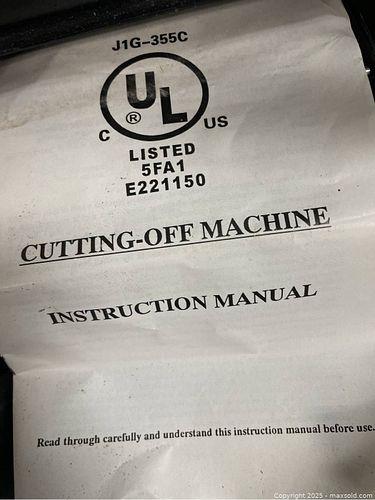 J1G-355C
UL
®
C US
LISTED
5FA1
E221150
CUTTING-OFF MACHINE
INSTRUCTION MANUAL
Read through carefully and understand this instruction manual before use.
Copyright 2025 - maxsold.com